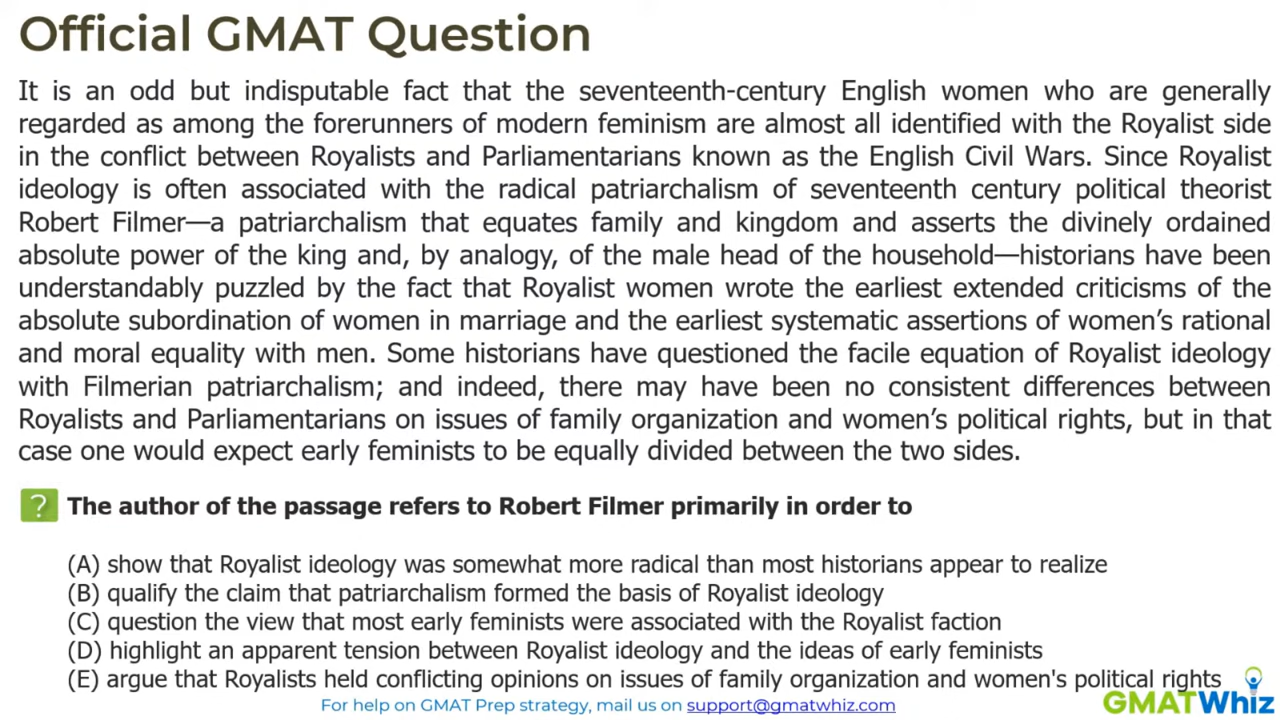 Official GMAT Question
It is an odd but indisputable fact that the seventeenth-century English women who are generally
regarded as among the forerunners of modern feminism are almost all identified with the Royalist side
in the conflict between Royalists and Parliamentarians known as the English Civil Wars. Since Royalist
ideology is often associated with the radical patriarchalism of seventeenth century political theorist
Robert Filmer—a patriarchalism that equates family and kingdom and asserts the divinely ordained
absolute power of the king and, by analogy, of the male head of the household—historians have been
understandably puzzled by the fact that Royalist women wrote the earliest extended criticisms of the
absolute subordination of women in marriage and the earliest systematic assertions of women's rational
and moral equality with men. Some historians have questioned the facile equation of Royalist ideology
with Filmerian patriarchalism; and indeed, there may have been no consistent differences between
Royalists and Parliamentarians on issues of family organization and women's political rights, but in that
case one would expect early feminists to be equally divided between the two sides.
? The author of the passage refers to Robert Filmer primarily in order to
(A) show that Royalist ideology was somewhat more radical than most historians appear to realize
(B) qualify the claim that patriarchalism formed the basis of Royalist ideology
(C) question the view that most early feminists were associated with the Royalist faction
(D) highlight an apparent tension between Royalist ideology and the ideas of early feminists
(E) argue that Royalists held conflicting opinions on issues of family organization and women's political rights
For help on GMAT Prep strategy, mail us on support@gmatwhiz.com
GMATWhiz